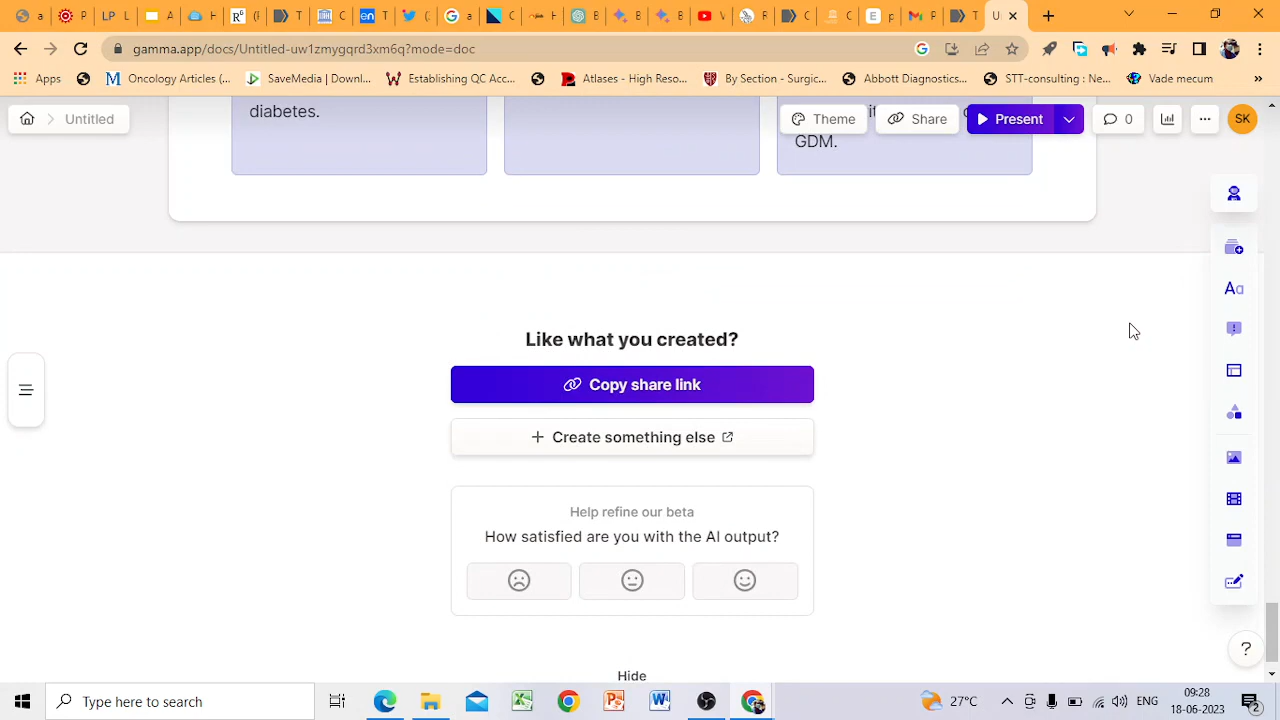 gamma.app/docs/Untitled-uw1zmygqrd3xm6q?mode=doc
Apps
Oncology Articles (...
SaveMedia | Downl...
Establishing QC Acc...
Atlases - High Reso...
By Section - Surgic...
Abbott Diagnostics...
STT-consulting : Ne...
Vade mecum
»
Untitled
diabetes.
Theme
Share
Present
0
SK
GDM.
Like what you created?
Copy share link
Create something else
Help refine our beta
How satisfied are you with the AI output?
Hide
Type here to search
27°C
ENG
09:28
18-06-2023